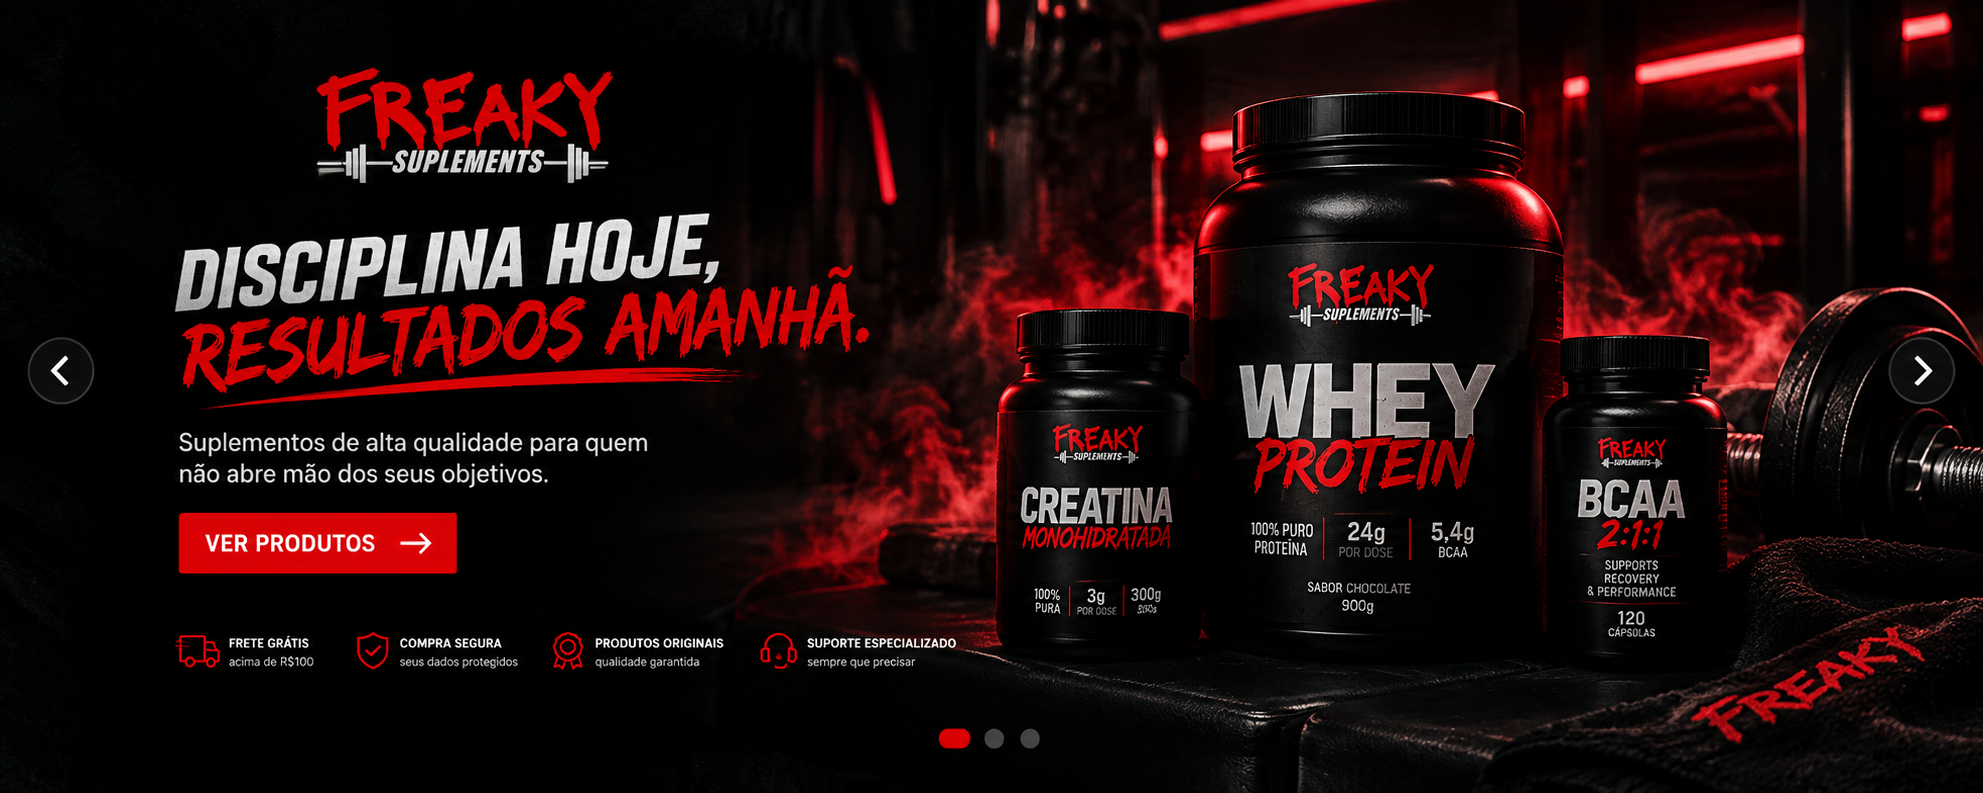 FREAKY
SUPLEMENTS
DISCIPLINA HOJE,
RESULTADOS AMANHÃ.
Suplementos de alta qualidade para quem
não abre mão dos seus objetivos.
VER PRODUTOS
FRETE GRÁTIS
acima de R$100
COMPRA SEGURA
seus dados protegidos
PRODUTOS ORIGINAIS
qualidade garantida
SUPORTE ESPECIALIZADO
sempre que precisar
FREAKY
SUPLEMENTS
CREATINA
MONOHIDRATADA
100%
PURA
3g
POR DOSE
300g
FREAKY
SUPLEMENTS
WHEY
PROTEIN
100% PURO
PROTEÍNA
24g
POR DOSE
5,4g
BCAA
SABOR CHOCOLATE
900g
FREAKY
SUPLEMENTS
BCAA
2:1:1
SUPPORTS
RECOVERY
& PERFORMANCE
120
CÁPSOLAS
FREAKY